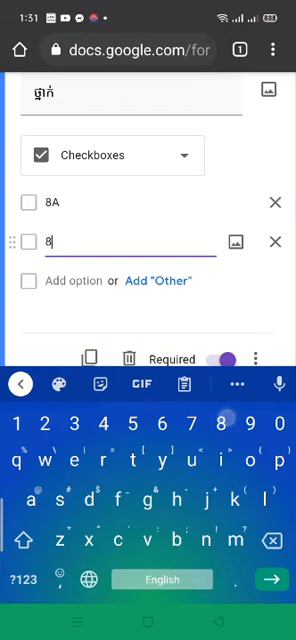 1:31
docs.google.com/for
1
ថ្នាក់
Checkboxes
8A
8
Add option or Add "Other"
Required
GIF
1 2 3 4 5 6 7 8 9 0
q w e r t y u i o p
a s d f g h j k l
z x c v b n m
?123 , English .